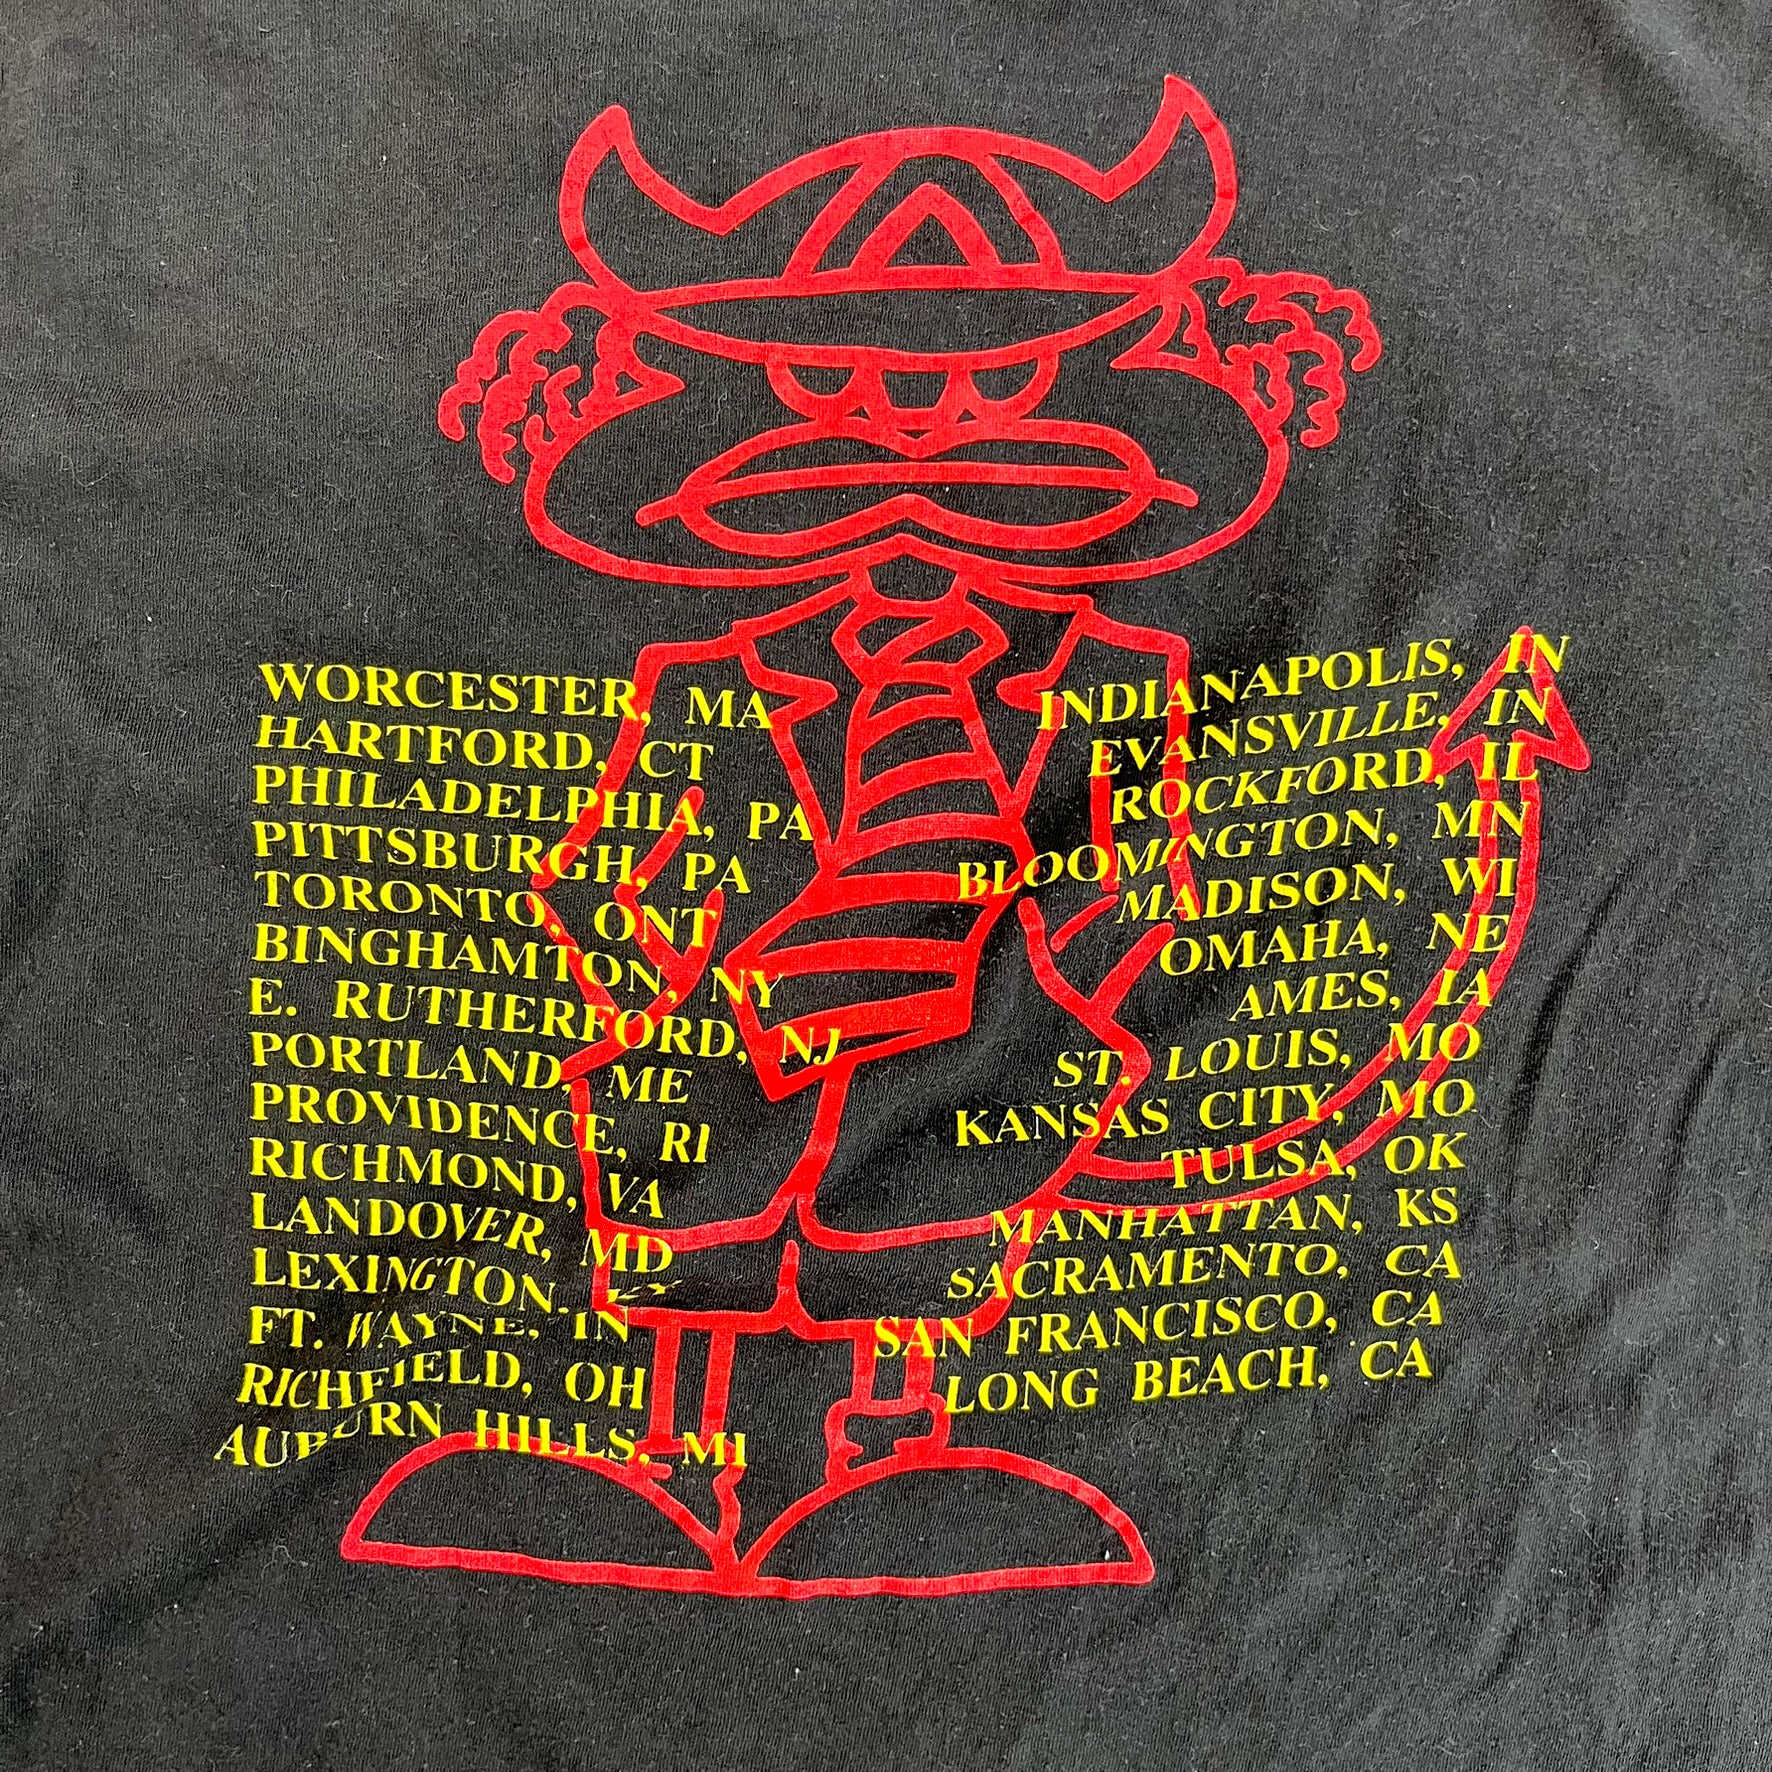 WORCESTER, MA
HARTFORD, CT
PHILADELPHIA, PA
PITTSBURGH, PA
TORONTO, ONT
BINGHAMTON, NY
E. RUTHERFORD, NJ
PORTLAND, ME
PROVIDENCE, RI
RICHMOND, VA
LANDOVER, MD
LEXINGTON, KY
FT. WAYNE, IN
RICHFIELD, OH
AUBURN HILLS, MI
INDIANAPOLIS, IN
EVANSVILLE, IN
ROCKFORD, IL
BLOOMINGTON, MN
MADISON, WI
OMAHA, NE
AMES, IA
ST. LOUIS, MO
KANSAS CITY, MO
TULSA, OK
MANHATTAN, KS
SACRAMENTO, CA
SAN FRANCISCO, CA
LONG BEACH, CA